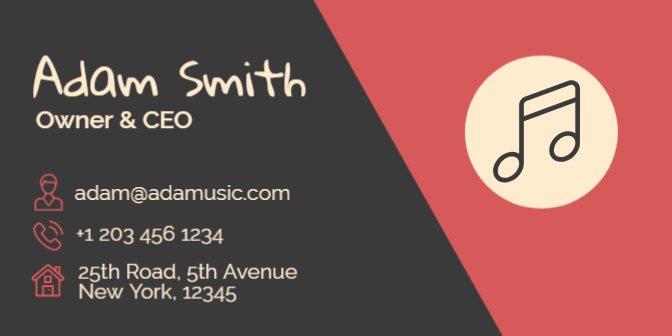 Adam Smith
Owner & CEO
adam@adamusic.com
+1 203 456 1234
25th Road, 5th Avenue
New York, 12345